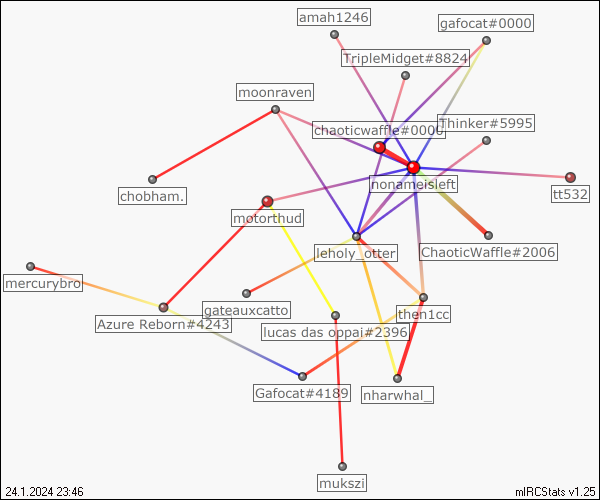 amah1246
gafocat#0000
TripleMidget#8824
moonraven
Thinker#5995
chaoticwaffle#0000
nonameisleft
chobham.
tt532
motorthud
leholy_otter
ChaoticWaffle#2006
mercurybro
gateauxcatto
then1cc
Azure Reborn#4243
lucas das oppai#2396
Gafocat#4189
nharwhal_
mukszi
24.1.2024 23:46
mIRCStats v1.25